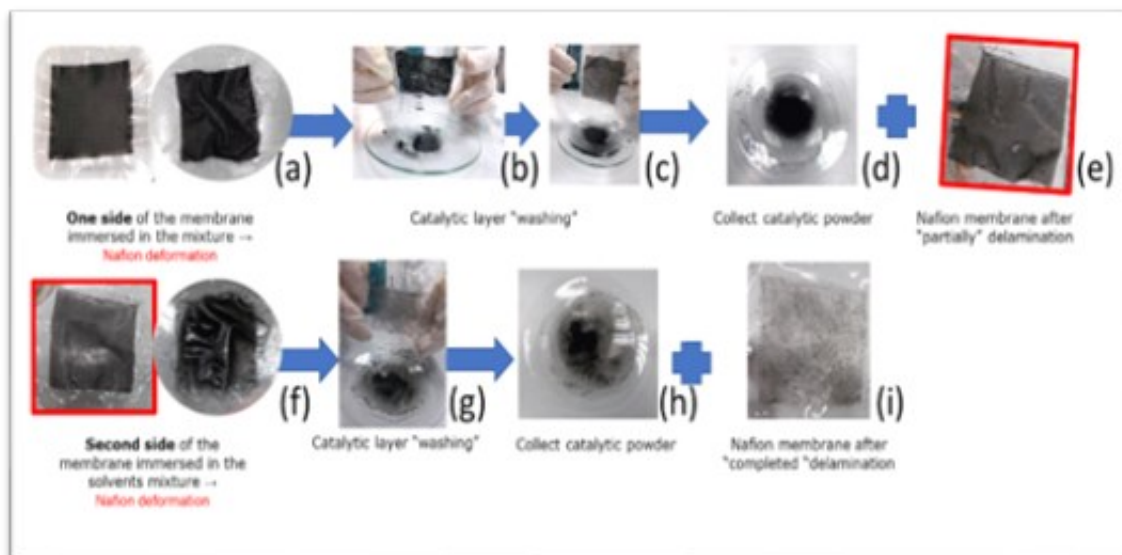 (a)
(b)
(c)
(d)
(e)
One side of the membrane
immersed in the mixture →
Nafion deformation
Catalytic layer "washing"
Collect catalytic powder
Nafion membrane after
"partially" delamination
(f)
(g)
(h)
(i)
Second side of the
membrane immersed in the
solvents mixture →
Nafion deformation
Catalytic layer "washing"
Collect catalytic powder
Nafion membrane after
"completed "delamination